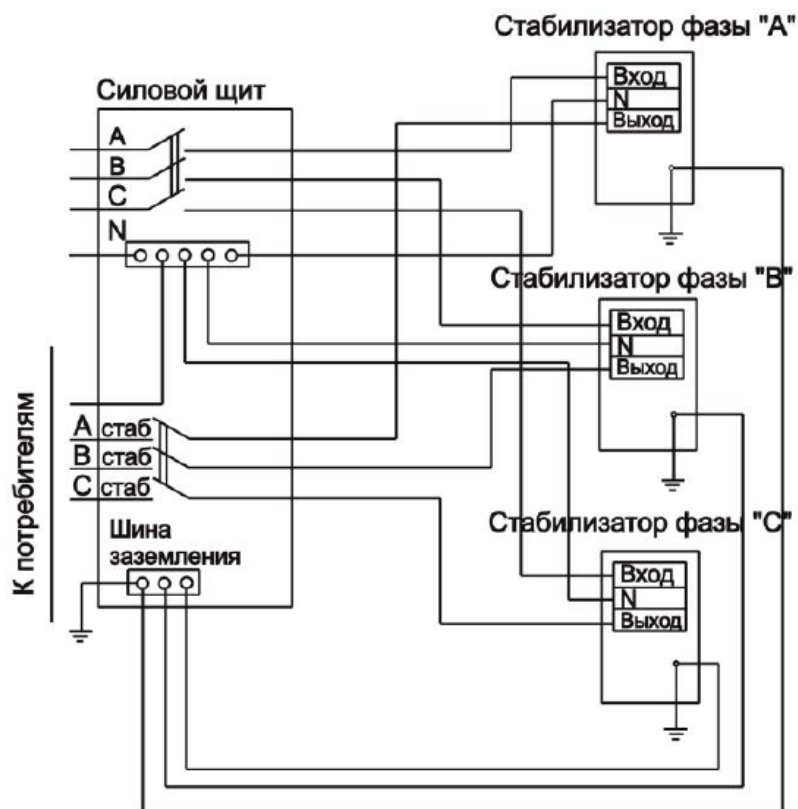 Стабилизатор фазы "А"
Вход
N
Выход
Силовой щит
А
В
С
N
Стабилизатор фазы "В"
Вход
N
Выход
К потребителям
А стаб
В стаб
С стаб
Шина
заземления
Стабилизатор фазы "С"
Вход
N
Выход